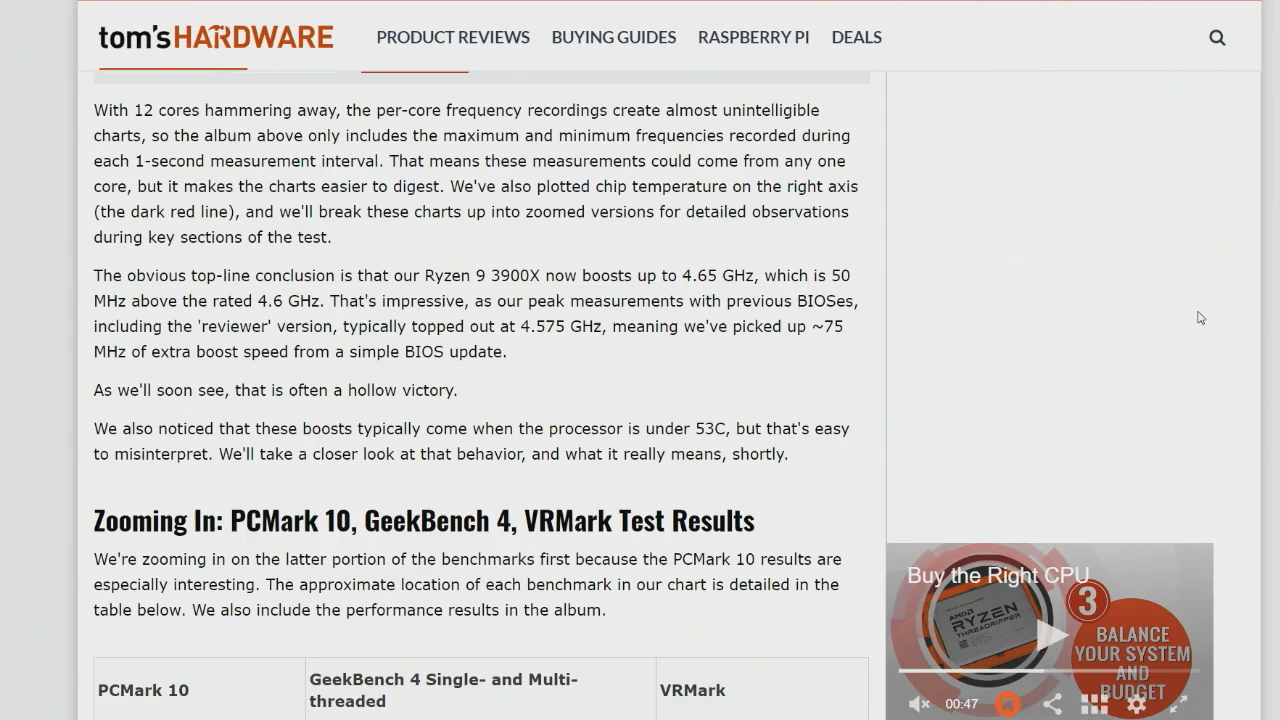 tom'sHARDWARE PRODUCT REVIEWS BUYING GUIDES RASPBERRY PI DEALS
With 12 cores hammering away, the per-core frequency recordings create almost unintelligible
charts, so the album above only includes the maximum and minimum frequencies recorded during
each 1-second measurement interval. That means these measurements could come from any one
core, but it makes the charts easier to digest. We've also plotted chip temperature on the right axis
(the dark red line), and we'll break these charts up into zoomed versions for detailed observations
during key sections of the test.
The obvious top-line conclusion is that our Ryzen 9 3900X now boosts up to 4.65 GHz, which is 50
MHz above the rated 4.6 GHz. That's impressive, as our peak measurements with previous BIOSes,
including the 'reviewer' version, typically topped out at 4.575 GHz, meaning we've picked up ~75
MHz of extra boost speed from a simple BIOS update.
As we'll soon see, that is often a hollow victory.
We also noticed that these boosts typically come when the processor is under 53C, but that's easy
to misinterpret. We'll take a closer look at that behavior, and what it really means, shortly.
Zooming In: PCMark 10, GeekBench 4, VRMark Test Results
We're zooming in on the latter portion of the benchmarks first because the PCMark 10 results are
especially interesting. The approximate location of each benchmark in our chart is detailed in the
table below. We also include the performance results in the album.
PCMark 10
GeekBench 4 Single- and Multi-
threaded
VRMark
Buy the Right CPU
3
AMD
RYZEN
THREADRIPPER
BALANCE
YOUR SYSTEM
AND
BUDGET
00:47